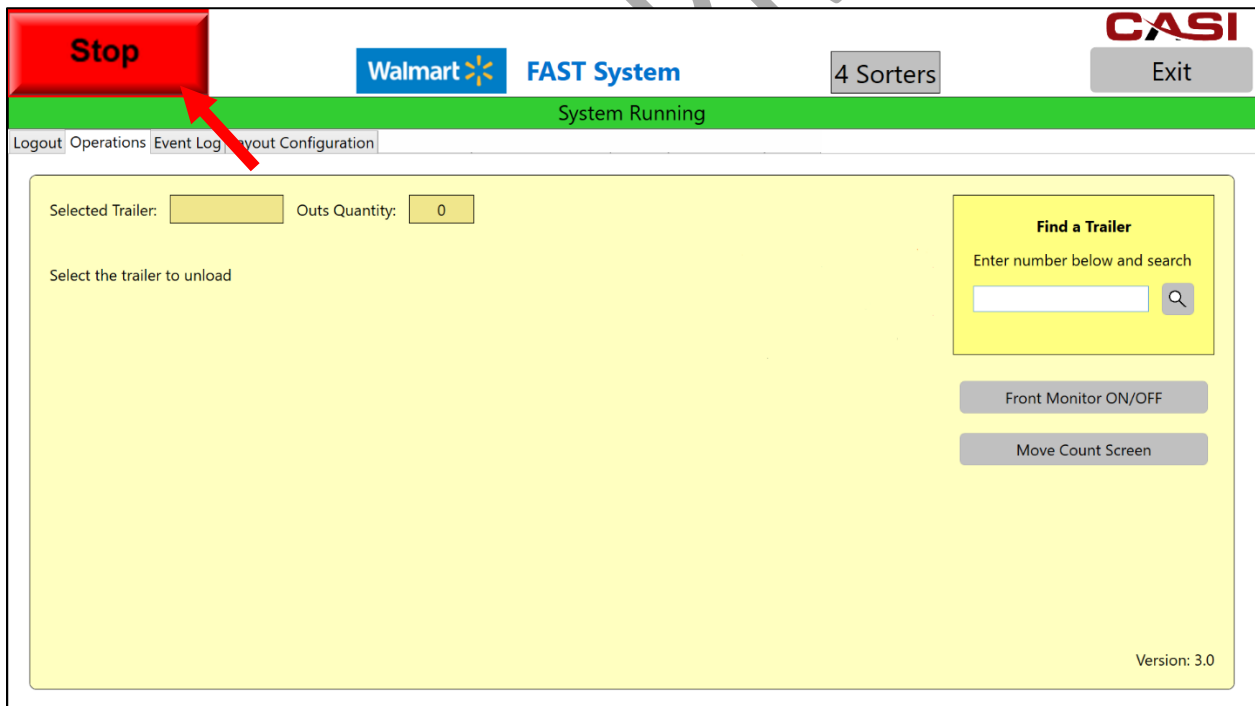 CASI
Stop
Walmart FAST System 4 Sorters Exit
System Running
Logout Operations Event Log Configuration
Selected Trailer: Outs Quantity: 0
Find a Trailer
Enter number below and search
Select the trailer to unload
Front Monitor ON/OFF
Move Count Screen
Version: 3.0